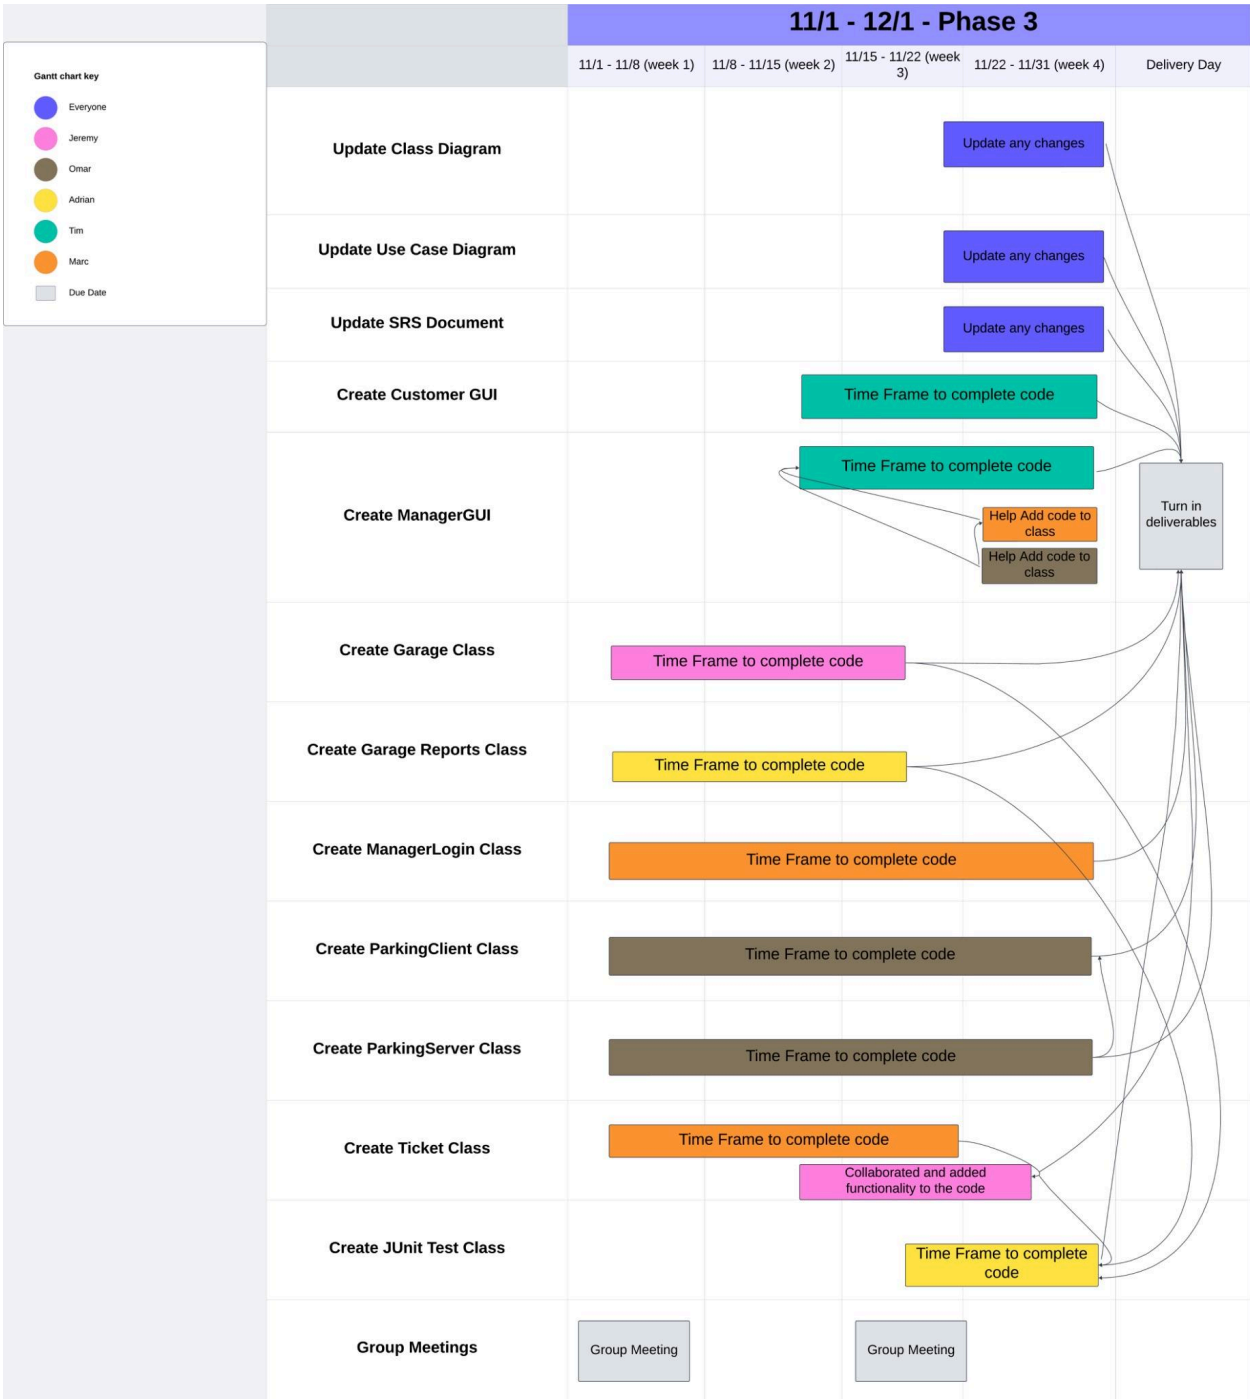 11/1 - 12/1 - Phase 3
11/1 - 11/8 (week 1)
11/8 - 11/15 (week 2)
11/15 - 11/22 (week
3)
11/22 - 11/31 (week 4)
Delivery Day
Gantt chart key
Everyone
Jeremy
Omar
Adrian
Tim
Marc
Due Date
Update Class Diagram
Update any changes
Update Use Case Diagram
Update any changes
Update SRS Document
Update any changes
Create Customer GUI
Time Frame to complete code
Create ManagerGUI
Time Frame to complete code
Help Add code to
class
Help Add code to
class
Turn in
deliverables
Create Garage Class
Time Frame to complete code
Create Garage Reports Class
Time Frame to complete code
Create ManagerLogin Class
Time Frame to complete code
Create ParkingClient Class
Time Frame to complete code
Create ParkingServer Class
Time Frame to complete code
Create Ticket Class
Time Frame to complete code
Collaborated and added
functionality to the code
Create JUnit Test Class
Time Frame to complete
code
Group Meetings
Group Meeting
Group Meeting